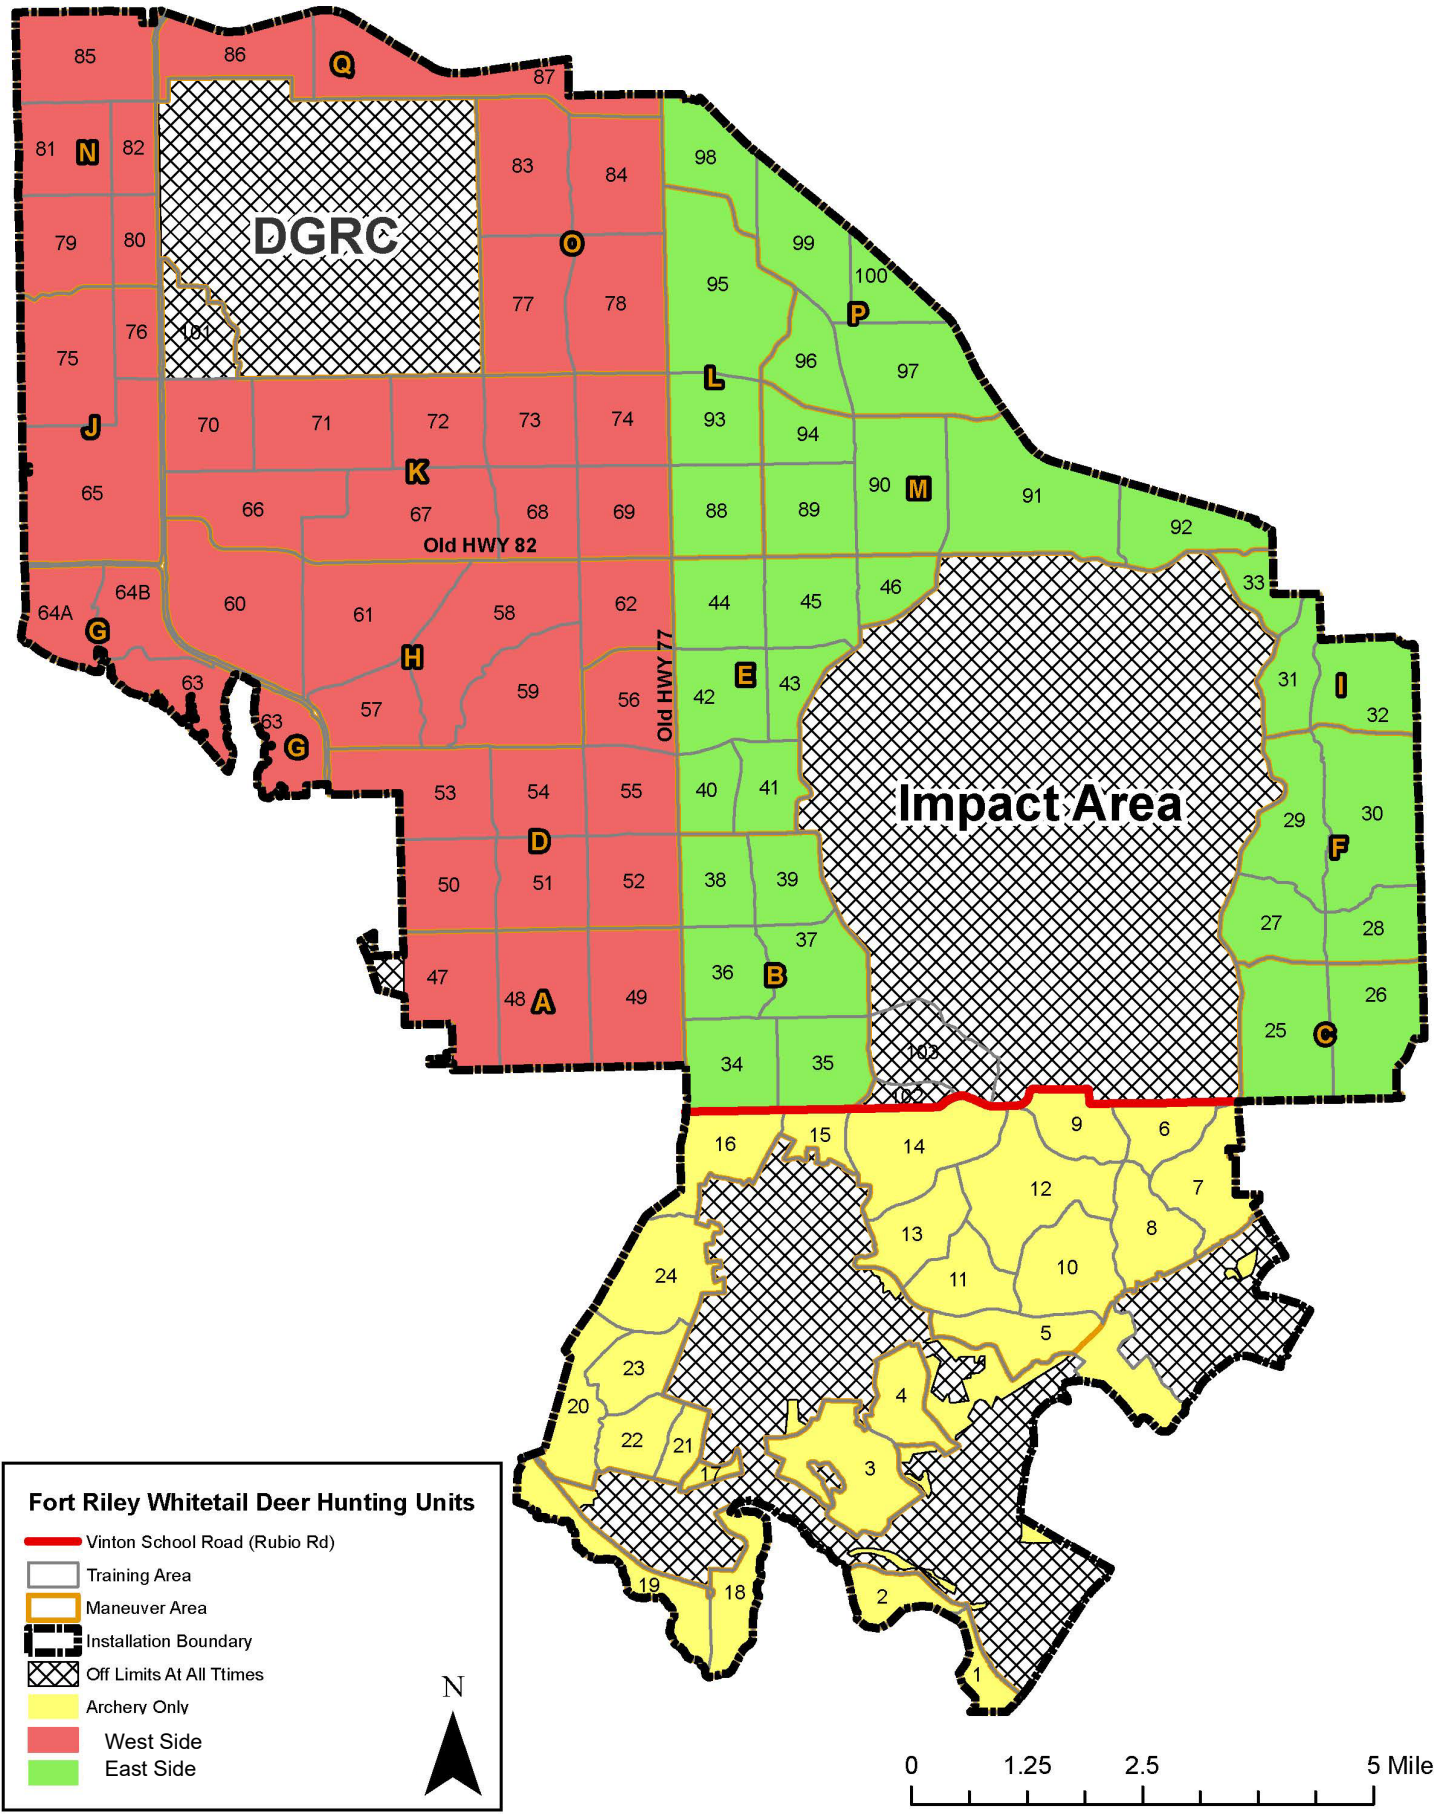 85
86
Q
87
81
N
82
98
83
84
DGRC
79
80
O
99
95
100
77
78
P
101
76
75
96
97
L
70
71
72
73
74
93
J
94
K
90
M
91
65
66
67
68
69
88
89
92
Old HWY 82
33
64A
64B
60
61
58
62
44
45
46
G
H
Old HWY 77
E
31
I
63
59
56
42
43
32
57
63
G
53
54
55
40
41
Impact Area
29
30
D
F
50
51
52
38
39
27
28
37
47
48
A
49
36
B
26
25
C
103
34
35
102
16
15
14
9
6
12
7
13
8
24
11
10
5
23
4
20
22
21
17
3
19
18
2
1
Fort Riley Whitetail Deer Hunting Units
Vinton School Road (Rubio Rd)
Training Area
Maneuver Area
Installation Boundary
Off Limits At All Ttimes
Archery Only
West Side
East Side
N
0 1.25 2.5 5 Mile